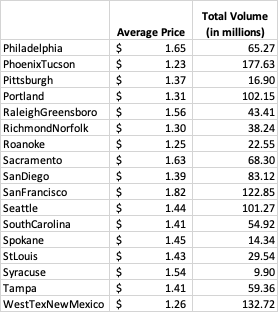 Average Price Total Volume (in millions)
Philadelphia $ 1.65 65.27
PhoenixTucson $ 1.23 177.63
Pittsburgh $ 1.37 16.90
Portland $ 1.31 102.15
RaleighGreensboro $ 1.56 43.41
RichmondNorfolk $ 1.30 38.24
Roanoke $ 1.25 22.55
Sacramento $ 1.63 68.30
SanDiego $ 1.39 83.12
SanFrancisco $ 1.82 122.85
Seattle $ 1.44 101.27
SouthCarolina $ 1.41 54.92
Spokane $ 1.45 14.34
StLouis $ 1.43 29.54
Syracuse $ 1.54 9.90
Tampa $ 1.41 59.36
WestTexNewMexico $ 1.26 132.72